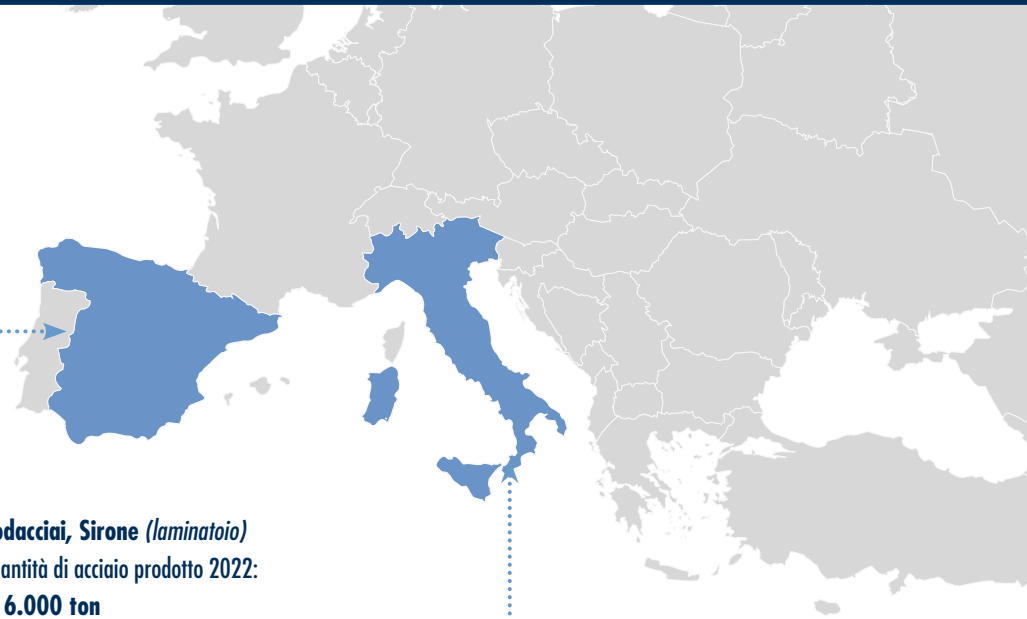 odacciai, Sirone (laminatoio)
antità di acciaio prodotto 2022:
6.000 ton